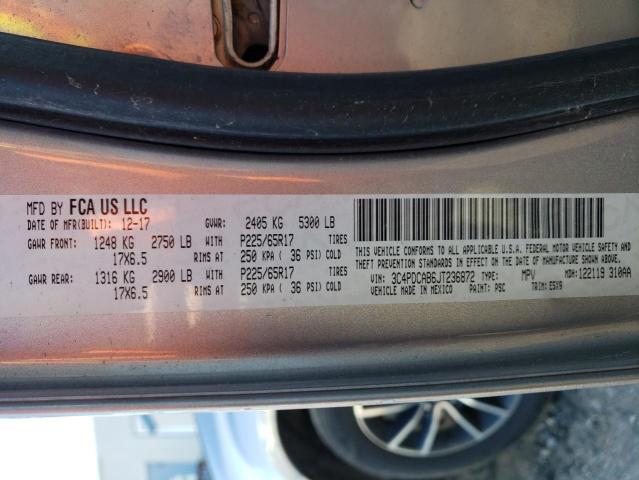 MFD BY FCA US LLC
DATE OF MFR(BUILT): 12-17 GVWR: 2405 KG 5300 LB
GAWR FRONT: 1248 KG 2750 LB WITH P225/65R17 TIRES
17X6.5 RIMS AT 250 KPA ( 36 PSI) COLD
GAWR REAR: 1316 KG 2900 LB WITH P225/65R17 TIRES
17X6.5 RIMS AT 250 KPA ( 36 PSI) COLD
THIS VEHICLE CONFORMS TO ALL APPLICABLE U.S.A. FEDERAL MOTOR VEHICLE SAFETY, BUMPER, AND
THEFT PREVENTION STANDARDS IN EFFECT ON THE DATE OF MANUFACTURE SHOWN ABOVE.
VIN: 3C4PDCAB6JT236872 TYPE: MPV MDH: 122119 310AA
VEHICLE MADE IN MEXICO PAINT: PSC TRIM: E5X9